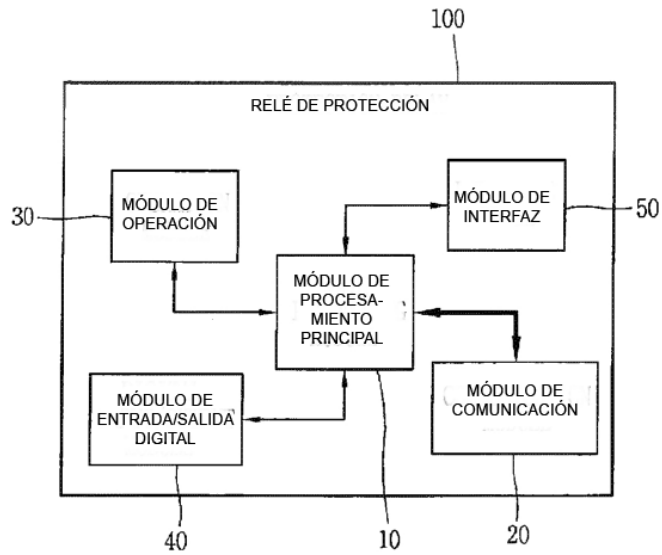 100
RELÉ DE PROTECCIÓN
30
MÓDULO DE
OPERACIÓN
MÓDULO DE
INTERFAZ
50
MÓDULO DE
PROCESA-
MIENTO
PRINCIPAL
MÓDULO DE
ENTRADA/SALIDA
DIGITAL
MÓDULO DE
COMUNICACIÓN
40
10
20